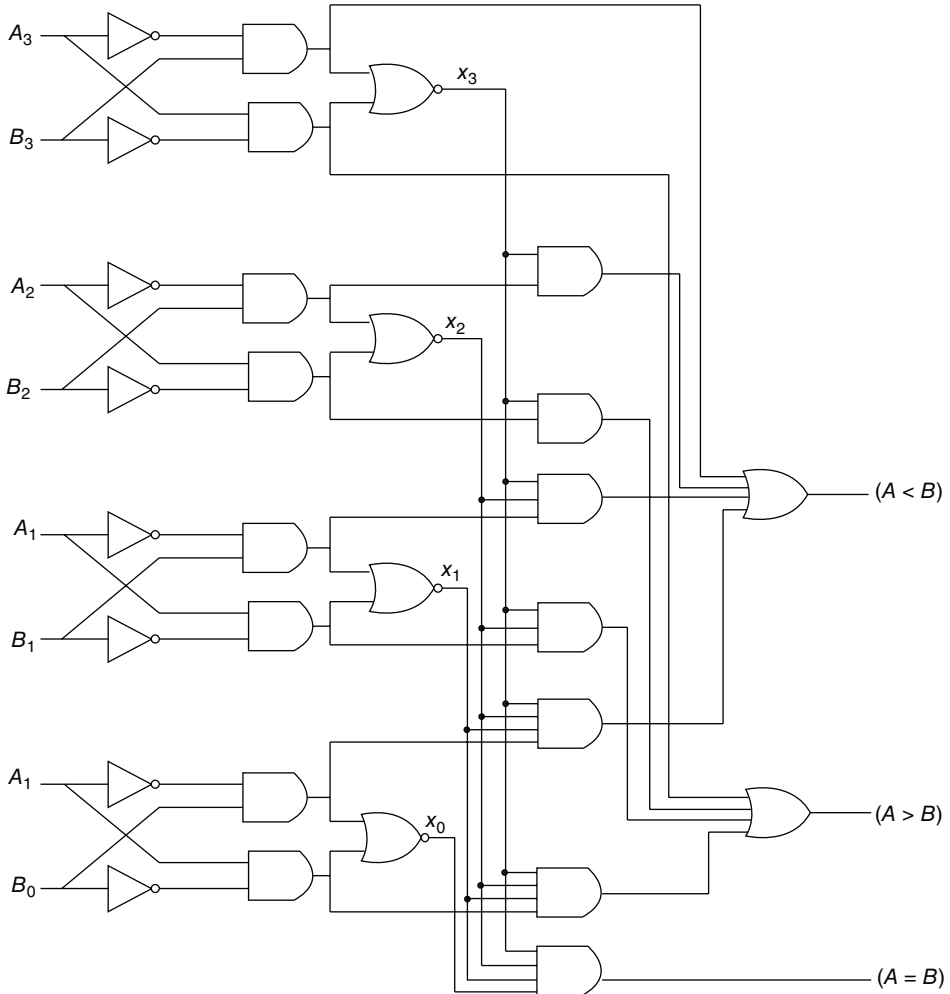 A3
x3
B3
A2
x2
B2
(A < B)
A1
x1
B1
A1
x0
(A > B)
B0
(A = B)